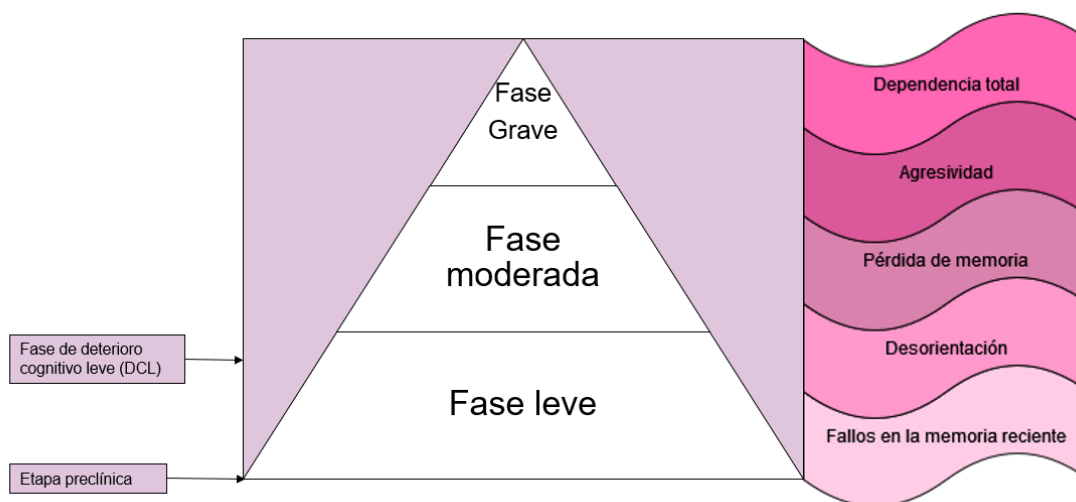 Fase
Grave
Fase
moderada
Fase leve
Fase de deterioro
cognitivo leve (DCL)
Etapa preclínica
Dependencia total
Agresividad
Pérdida de memoria
Desorientación
Fallos en la memoria reciente